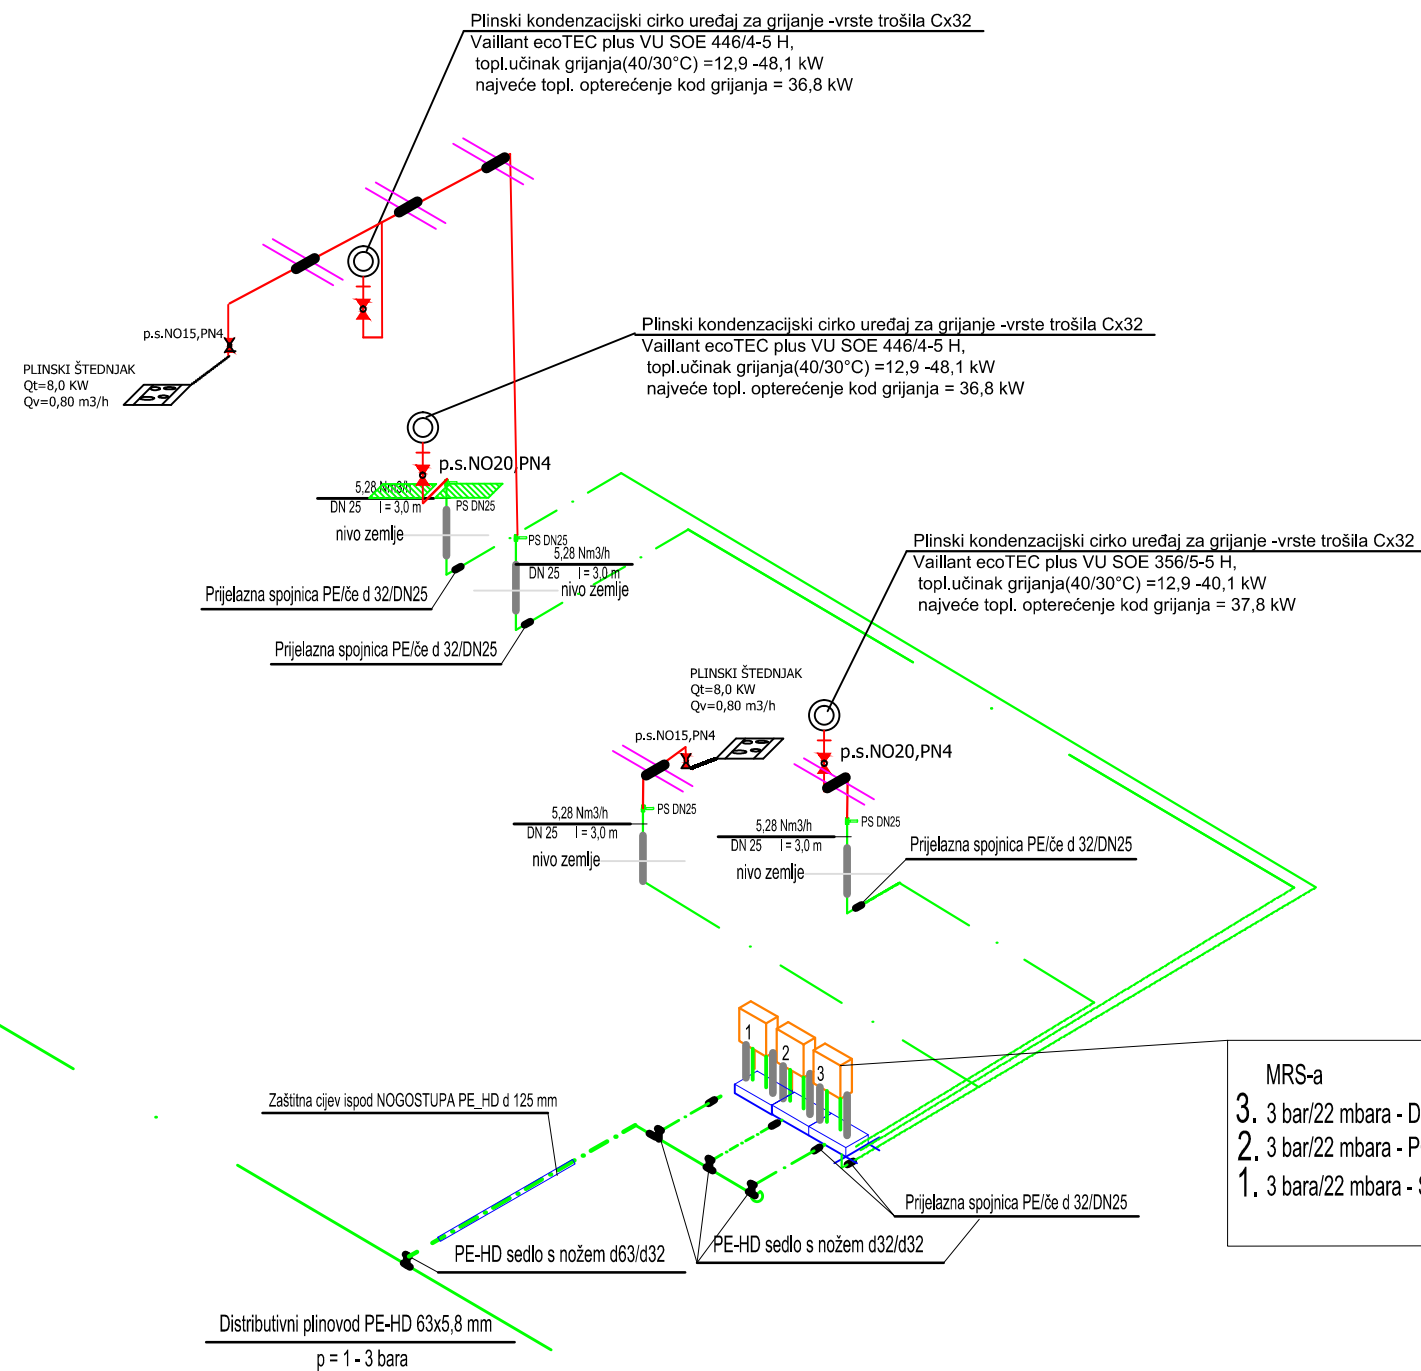 Plinski kondenzacijski cirko uređaj za grijanje -vrste trošila Cx32
Vaillant ecoTEC plus VU SOE 446/4-5 H,
topl.učinak grijanja(40/30°C) =12,9 -48,1 kW
najveće topl. opterećenje kod grijanja = 36,8 kW
p.s.NO15,PN4
PLINSKI ŠTEDNJAK
Qt=8,0 KW
Qv=0,80 m3/h
Plinski kondenzacijski cirko uređaj za grijanje -vrste trošila Cx32
Vaillant ecoTEC plus VU SOE 446/4-5 H,
topl.učinak grijanja(40/30°C) =12,9 -48,1 kW
najveće topl. opterećenje kod grijanja = 36,8 kW
p.s.NO20,PN4
5,28 Nm3/h
DN 25 l = 3,0 m
PS DN25
nivo zemlje
PS DN25
5,28 Nm3/h
DN 25 l = 3,0 m
nivo zemlje
Prijelazna spojnica PE/če d 32/DN25
Prijelazna spojnica PE/če d 32/DN25
Plinski kondenzacijski cirko uređaj za grijanje -vrste trošila Cx32
Vaillant ecoTEC plus VU SOE 356/5-5 H,
topl.učinak grijanja(40/30°C) =12,9 -40,1 kW
najveće topl. opterećenje kod grijanja = 37,8 kW
PLINSKI ŠTEDNJAK
Qt=8,0 KW
Qv=0,80 m3/h
p.s.NO15,PN4
p.s.NO20,PN4
PS DN25
5,28 Nm3/h
DN 25 l = 3,0 m
nivo zemlje
PS DN25
5,28 Nm3/h
DN 25 l = 3,0 m
nivo zemlje
Prijelazna spojnica PE/če d 32/DN25
1
2
3
MRS-a
3. 3 bar/22 mbara - D
2. 3 bar/22 mbara - P
1. 3 bara/22 mbara - S
Zaštitna cijev ispod NOGOSTUPA PE_HD d 125 mm
Prijelazna spojnica PE/če d 32/DN25
PE-HD sedlo s nožem d63/d32
PE-HD sedlo s nožem d32/d32
Distributivni plinovod PE-HD 63x5,8 mm
p = 1 - 3 bara